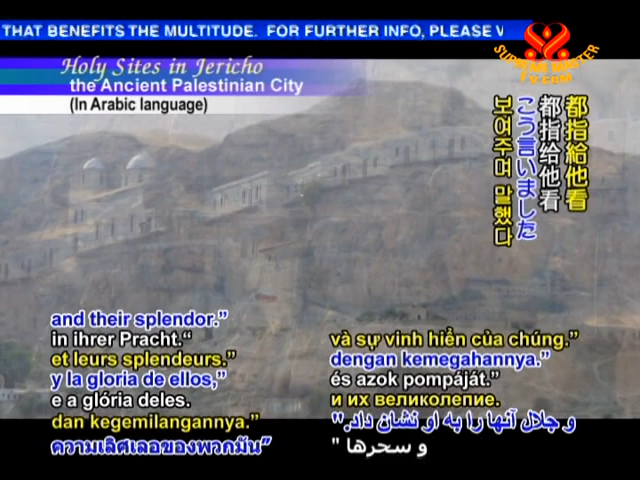 THAT BENEFITS THE MULTITUDE. FOR FURTHER INFO, PLEASE V
SUPREME MASTER
TV.COM
Holy Sites in Jericho
the Ancient Palestinian City
(In Arabic language)
都指給他看
都指给他看
こう言いました
보여주며 말했다
and their splendor.”
in ihrer Pracht.“
et leurs splendeurs.”
y la gloria de ellos,”
e a glória deles.
dan kegemilangannya.”
ความเลิศเลอของพวกมัน”
và sự vinh hiển của chúng.”
dengan kemegahannya.”
és azok pompáját.”
и их великолепие.
و جلال آنها را به او نشان داد."
و سحرها "